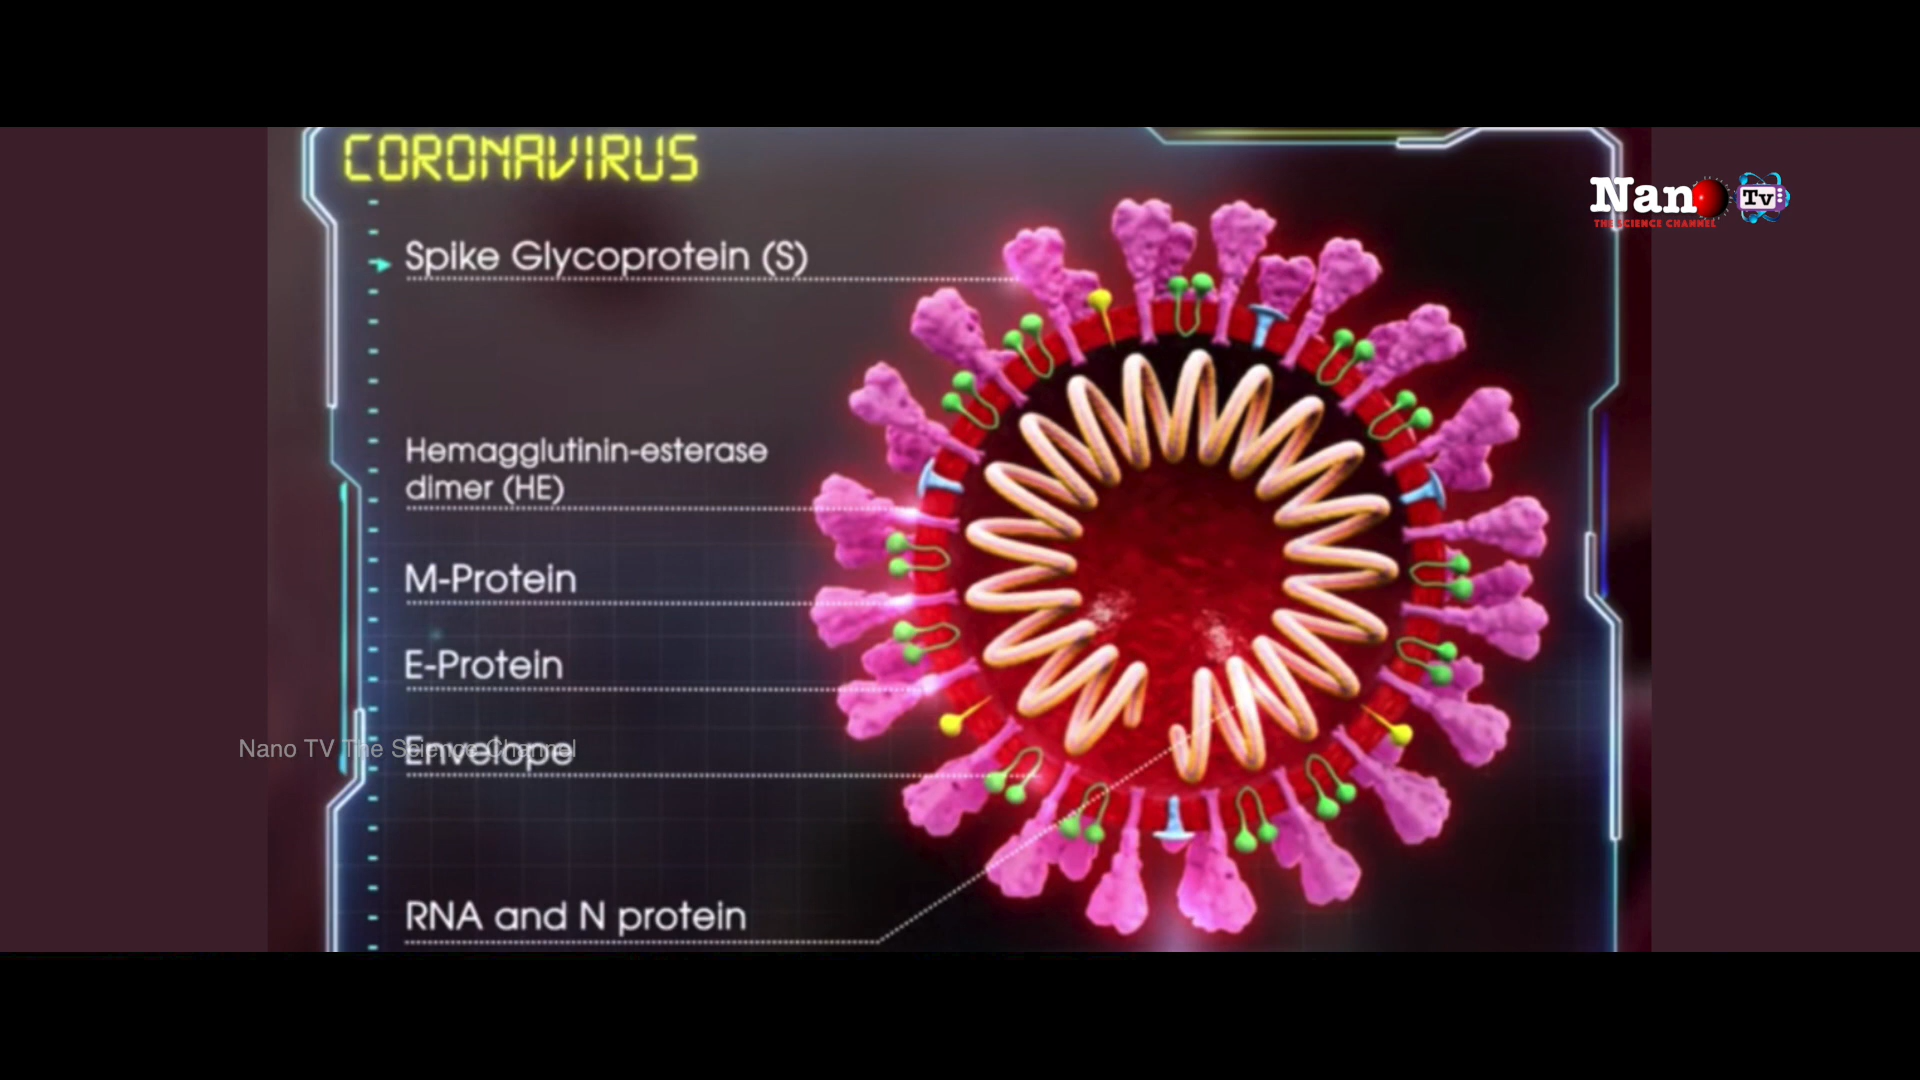 CORONAVIRUS
Nano Tv
THE SCIENCE CHANNEL
Spike Glycoprotein (S)
Hemagglutinin-esterase
dimer (HE)
M-Protein
E-Protein
Nano TV The Science Channel
Envelope
RNA and N protein